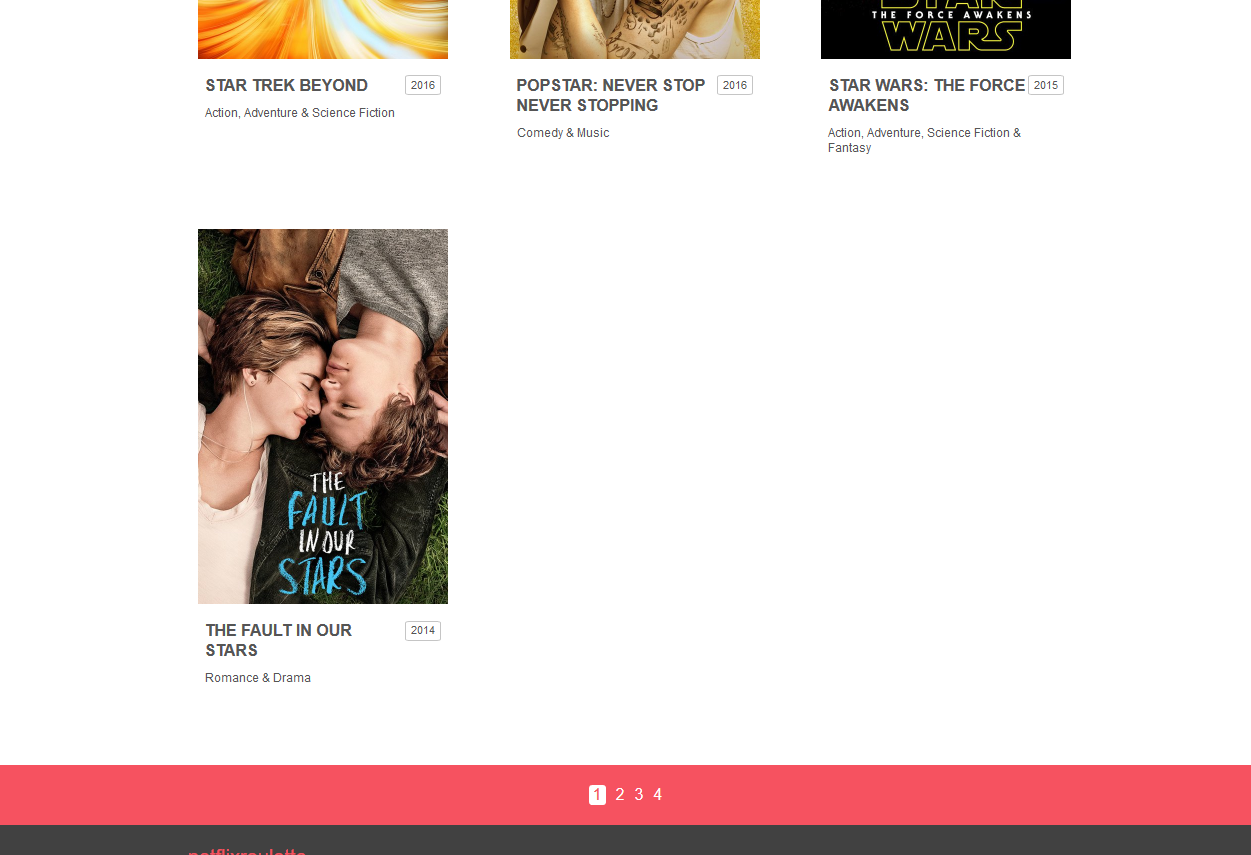 STAR
THE FORCE AWAKENS
WARS
STAR TREK BEYOND 2016
Action, Adventure & Science Fiction
POPSTAR: NEVER STOP 2016
NEVER STOPPING
Comedy & Music
STAR WARS: THE FORCE 2015
AWAKENS
Action, Adventure, Science Fiction &
Fantasy
THE
FAULT
IN OUR
STARS
THE FAULT IN OUR 2014
STARS
Romance & Drama
1 2 3 4
netflixroulette